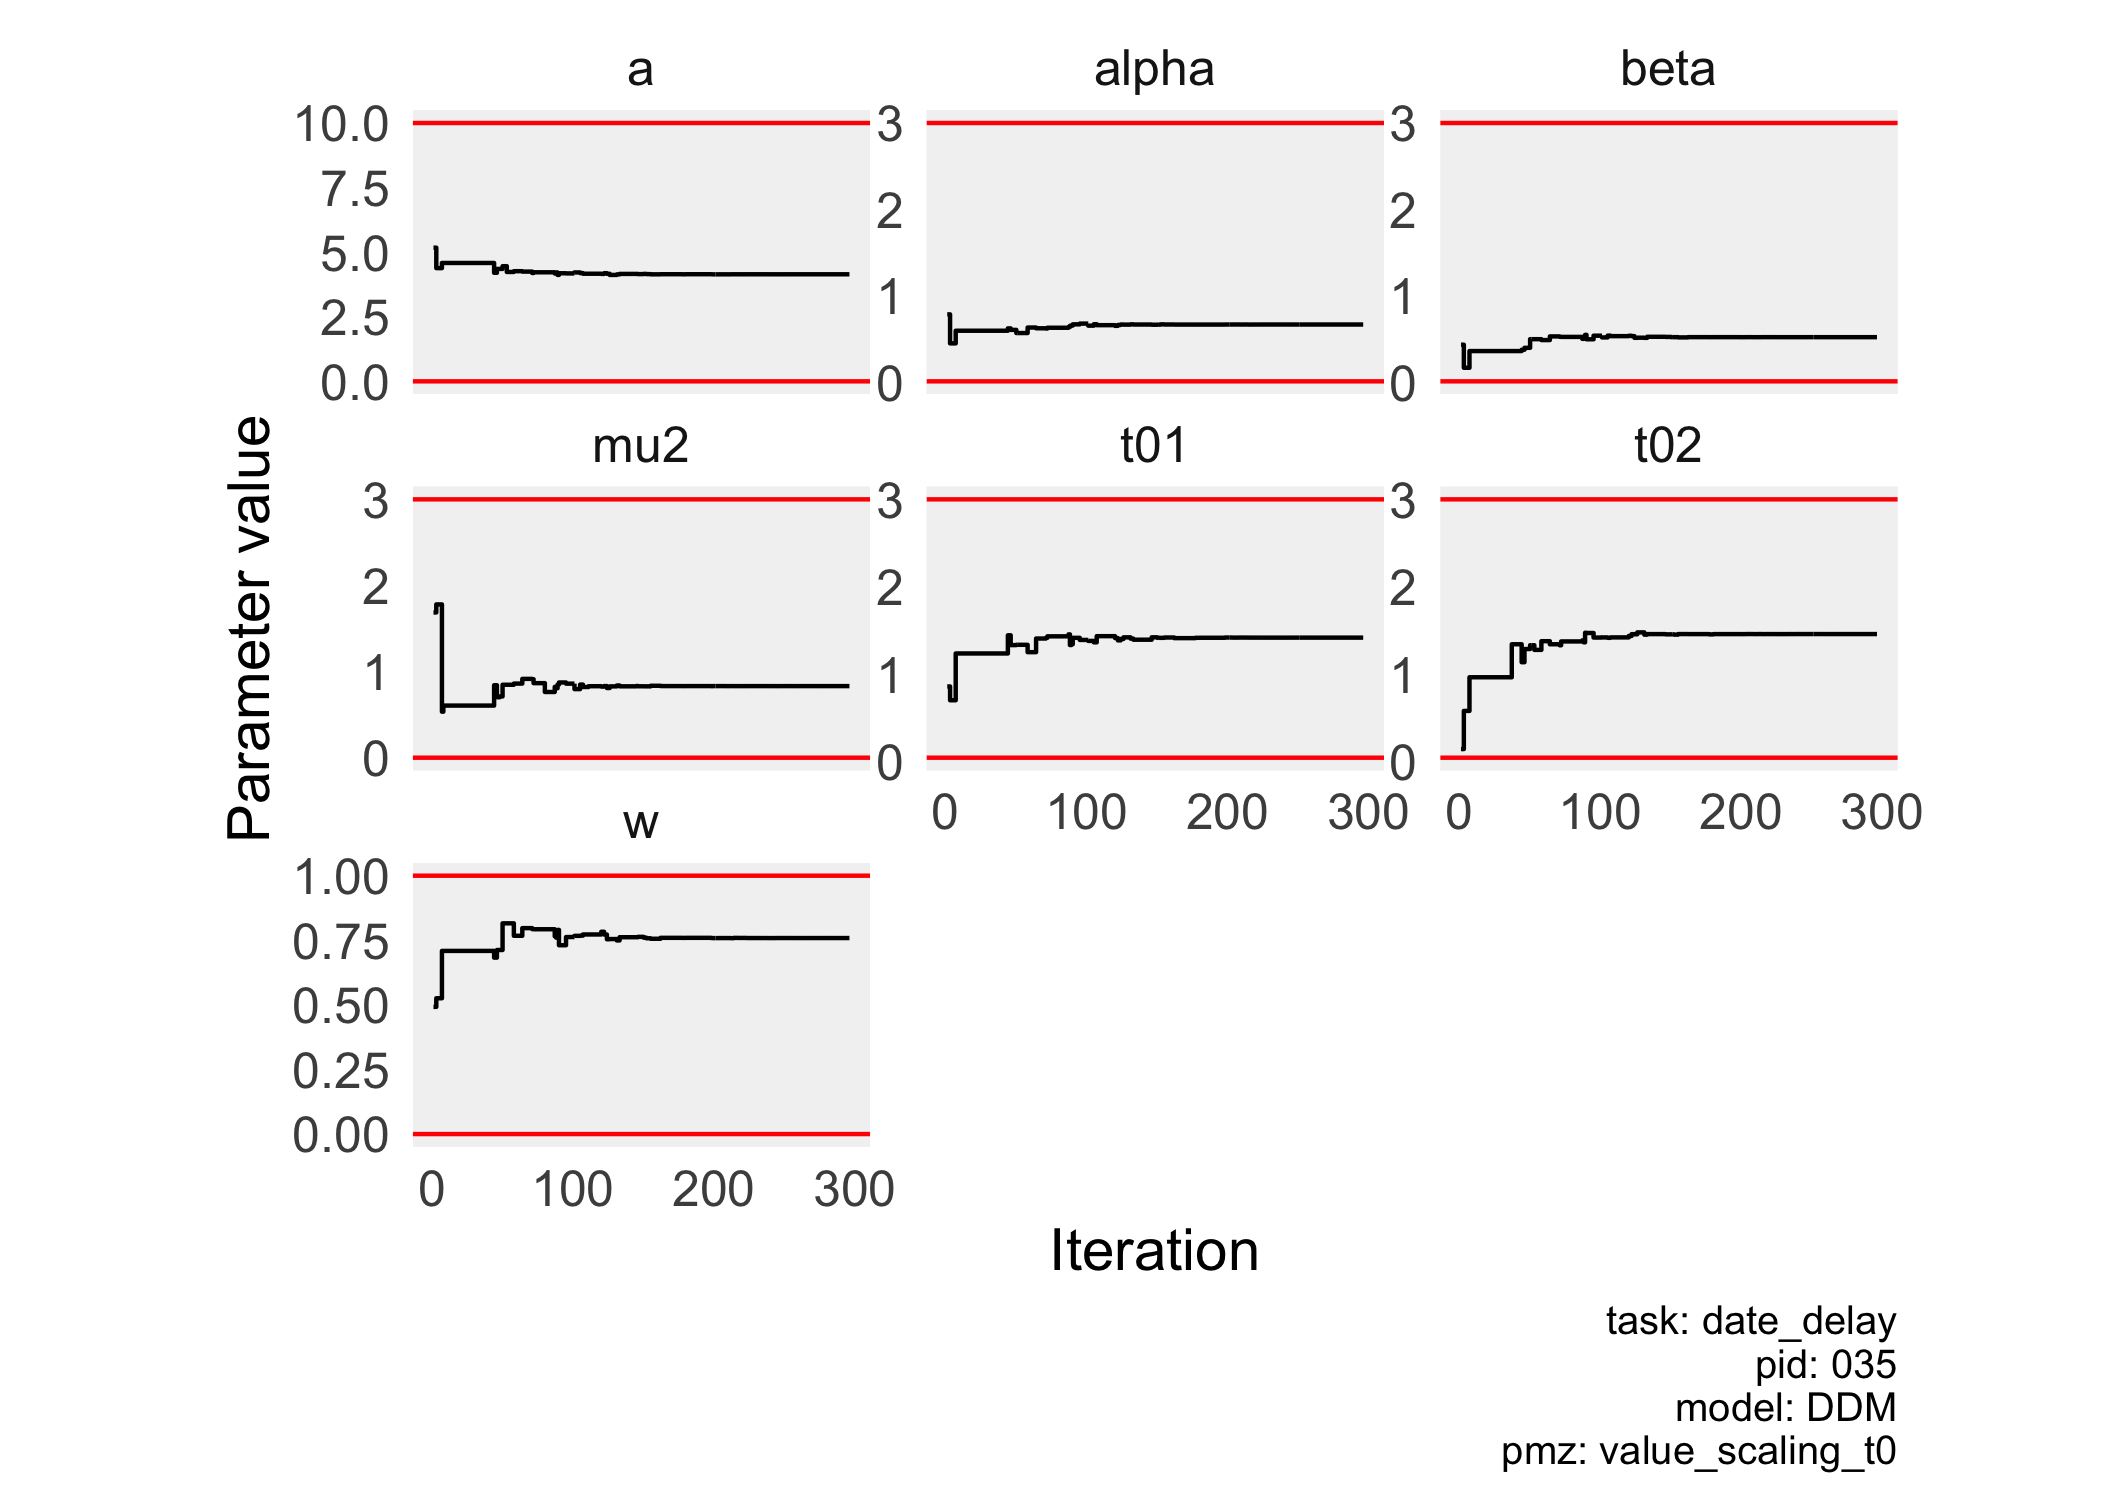 a alpha beta
10.0 3 3
7.5
2 2
5.0
1 1
2.5
0.0 0 0
mu2 t01 t02
3 3 3
2 2 2
1 1 1
0 0 0
0 100 200 300 0 100 200 300
w
1.00
0.75
0.50
0.25
0.00
0 100 200 300
Parameter value
Iteration
task: date_delay
pid: 035
model: DDM
pmz: value_scaling_t0